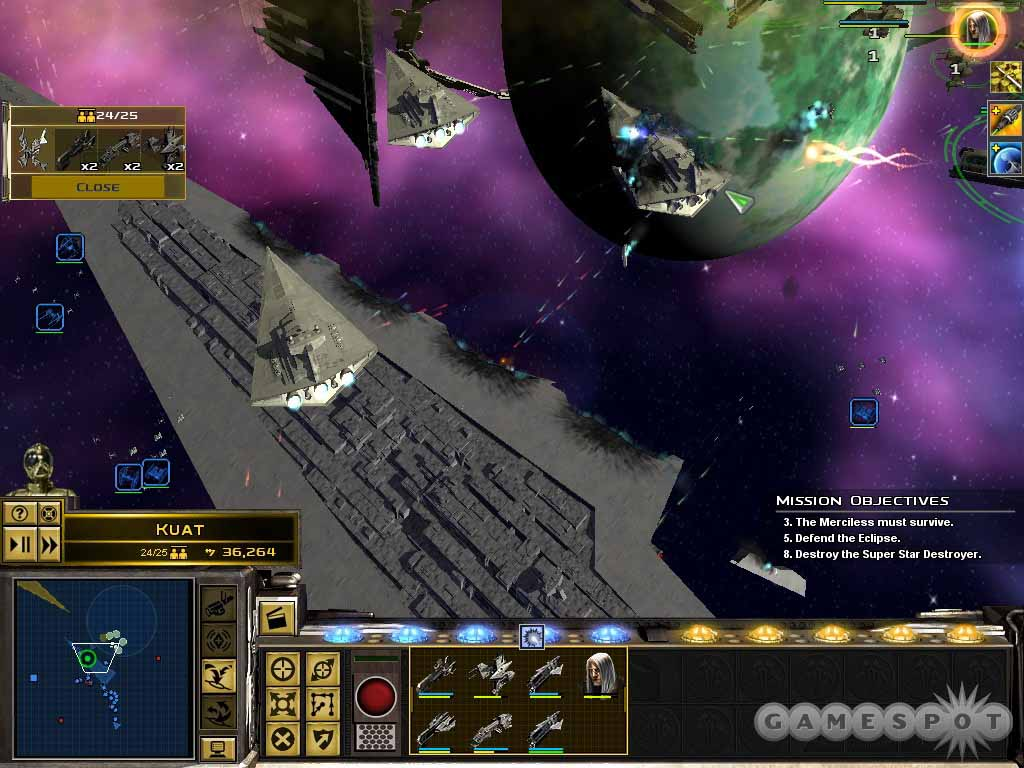 24/25
x2
x2
x2
CLOSE
1
1
1
MISSION OBJECTIVES
3. The Merciless must survive.
5. Defend the Eclipse.
8. Destroy the Super Star Destroyer.
?
KUAT
24/25
36,264
GAMESPOT